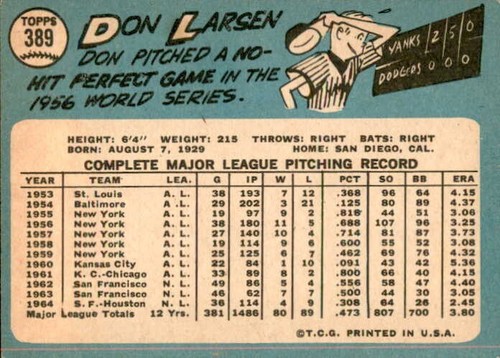 TOPPS
389
DON LARSEN
DON PITCHED A NO-
HIT PERFECT GAME IN THE
1956 WORLD SERIES.
YANKS 2 5 0
DODGERS 0 0 0
HEIGHT: 6'4" WEIGHT: 215 THROWS: RIGHT BATS: RIGHT
BORN: AUGUST 7, 1929 HOME: SAN DIEGO, CAL.
COMPLETE MAJOR LEAGUE PITCHING RECORD
YEAR TEAM LEA. G IP W L PCT SO BB ERA
1953 St. Louis A. L. 38 193 7 12 .368 96 64 4.15
1954 Baltimore A. L. 29 202 3 21 .125 80 89 4.37
1955 New York A. L. 19 97 9 2 .818 44 51 3.06
1956 New York A. L. 38 180 11 5 .688 107 96 3.25
1957 New York A. L. 27 140 10 4 .714 81 87 3.73
1958 New York A. L. 19 114 9 6 .600 55 52 3.08
1959 New York A. L. 25 125 6 7 .462 69 76 4.32
1960 Kansas City A. L. 22 84 1 10 .091 43 42 5.36
1961 K. C.-Chicago A. L. 33 89 8 2 .800 66 40 4.15
1962 San Francisco N. L. 49 86 5 4 .556 58 47 4.40
1963 San Francisco N. L. 46 62 7 7 .500 44 30 3.05
1964 S. F.-Houston N. L. 36 114 4 9 .308 64 26 2.45
Major League Totals 12 Yrs. 381 1486 80 89 .473 807 700 3.80
©T.C.G. PRINTED IN U.S.A.